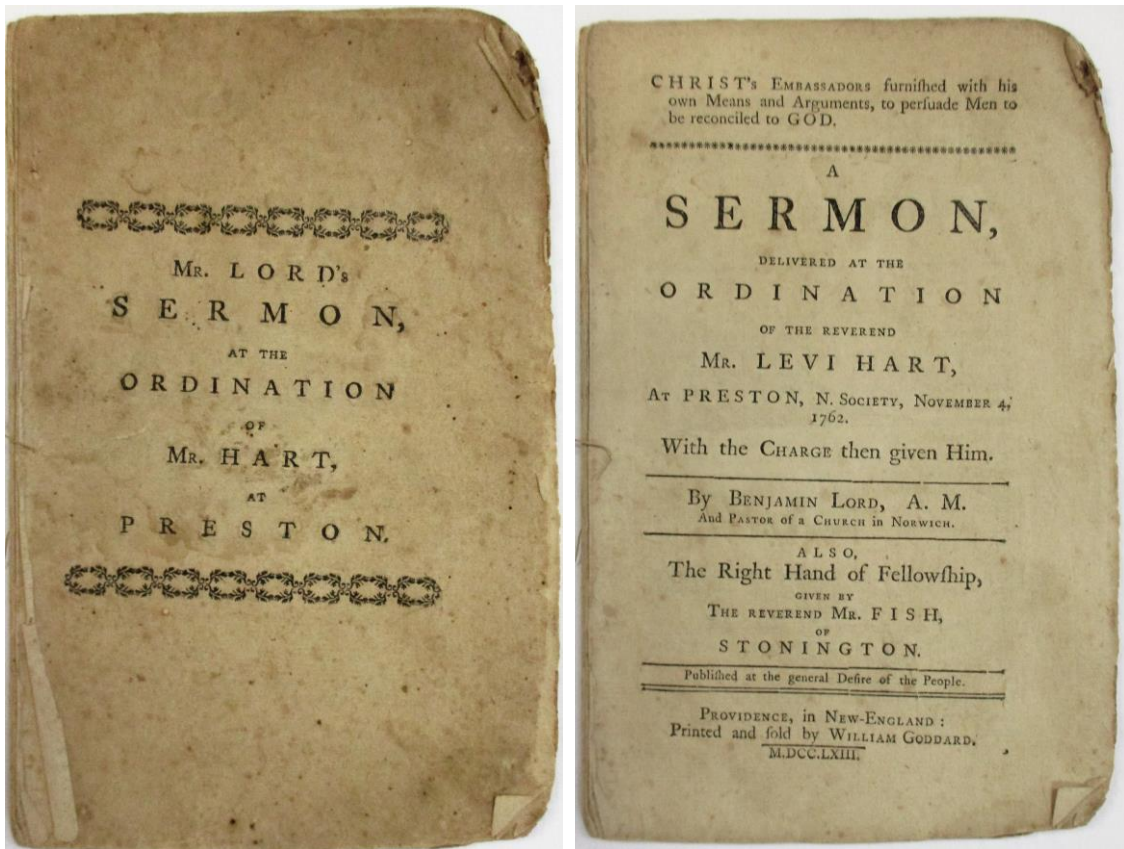 Mr. LORD's
SERMON,
AT THE
ORDINATION
OF
Mr. HART,
AT
PRESTON.
CHRIST's Embassadors furniſhed with his
own Means and Arguments, to perſuade Men to
be reconciled to GOD.
A
SERMON,
DELIVERED AT THE
ORDINATION
OF THE REVEREND
Mr. LEVI HART,
At PRESTON, N. Society, November 4,
1762.
With the Charge then given Him.
By Benjamin Lord, A. M.
And Pastor of a Church in Norwich.
ALSO,
The Right Hand of Fellowſhip,
GIVEN BY
The reverend Mr. FISH,
OF
STONINGTON.
Publiſhed at the general Deſire of the People.
Providence, in New-England:
Printed and ſold by William Goddard.
M.DCC.LXIII.